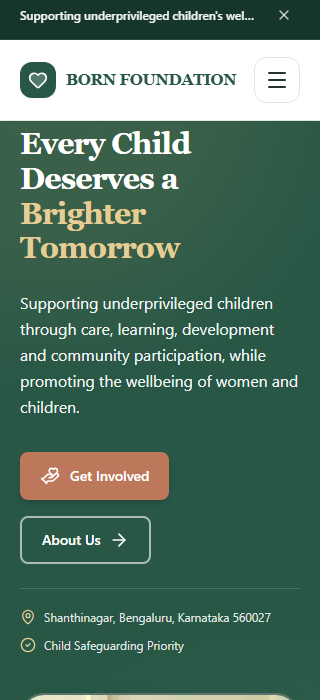 Supporting underprivileged children's wel...
BORN FOUNDATION
Every Child
Deserves a
Brighter
Tomorrow
Supporting underprivileged children
through care, learning, development
and community participation, while
promoting the wellbeing of women and
children.
Get Involved
About Us
Shanthinagar, Bengaluru, Karnataka 560027
Child Safeguarding Priority